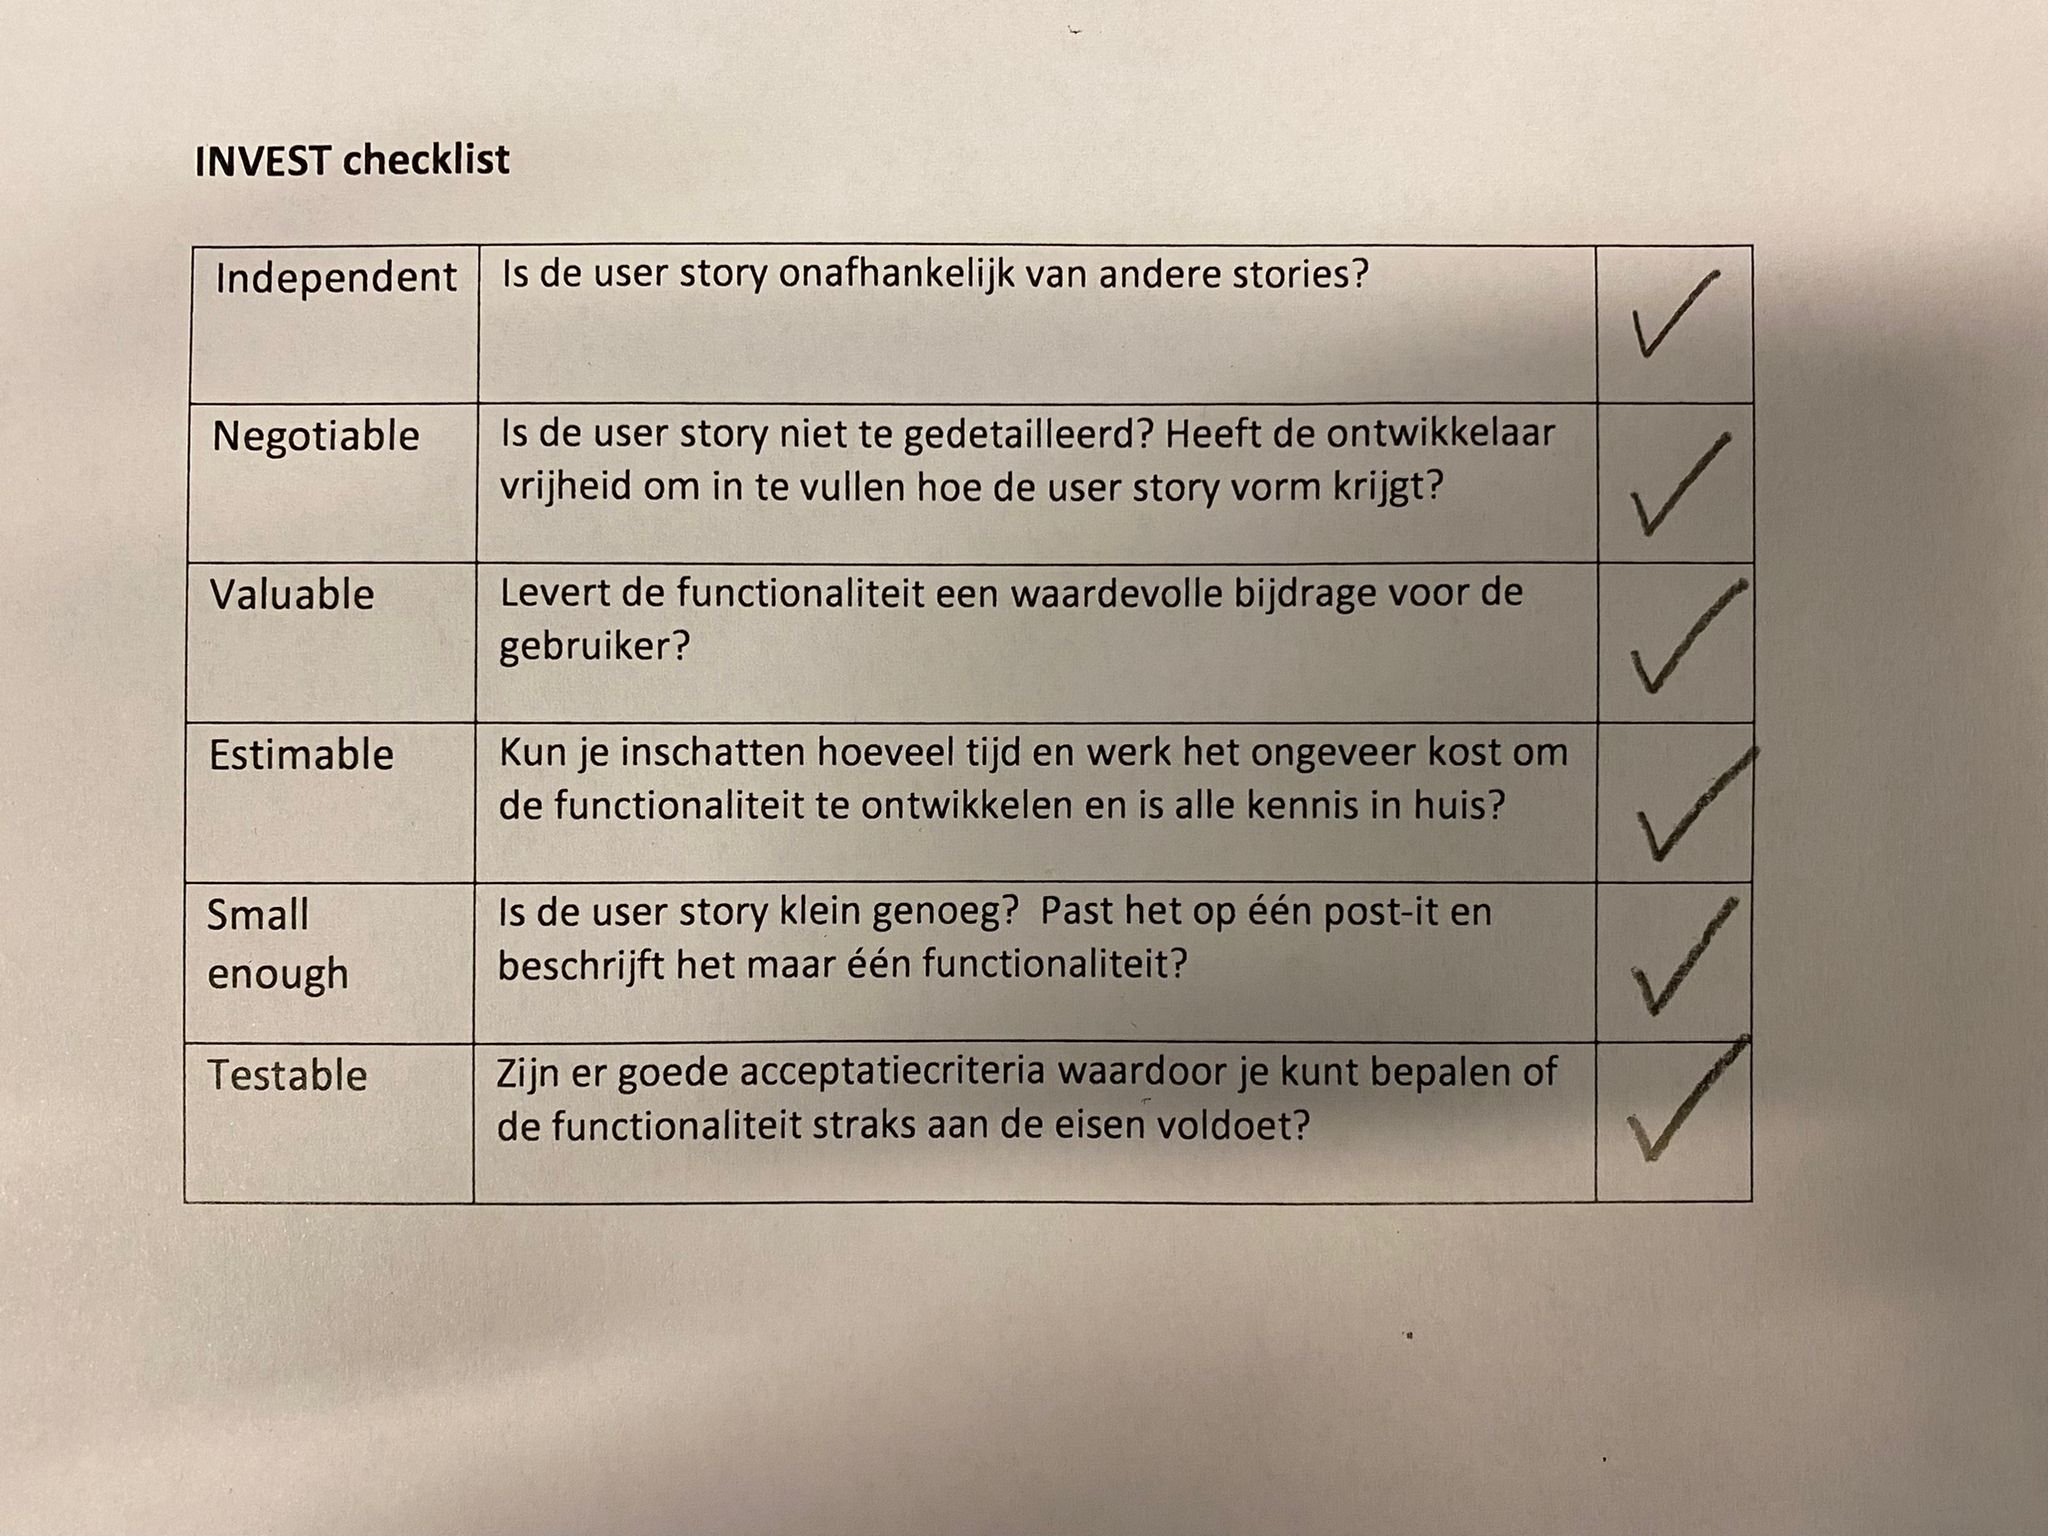 INVEST checklist
Independent
Is de user story onafhankelijk van andere stories?
✓
Negotiable
Is de user story niet te gedetailleerd? Heeft de ontwikkelaar
vrijheid om in te vullen hoe de user story vorm krijgt?
✓
Valuable
Levert de functionaliteit een waardevolle bijdrage voor de
gebruiker?
✓
Estimable
Kun je inschatten hoeveel tijd en werk het ongeveer kost om
de functionaliteit te ontwikkelen en is alle kennis in huis?
✓
Small
enough
Is de user story klein genoeg?  Past het op één post-it en
beschrijft het maar één functionaliteit?
✓
Testable
Zijn er goede acceptatiecriteria waardoor je kunt bepalen of
de functionaliteit straks aan de eisen voldoet?
✓